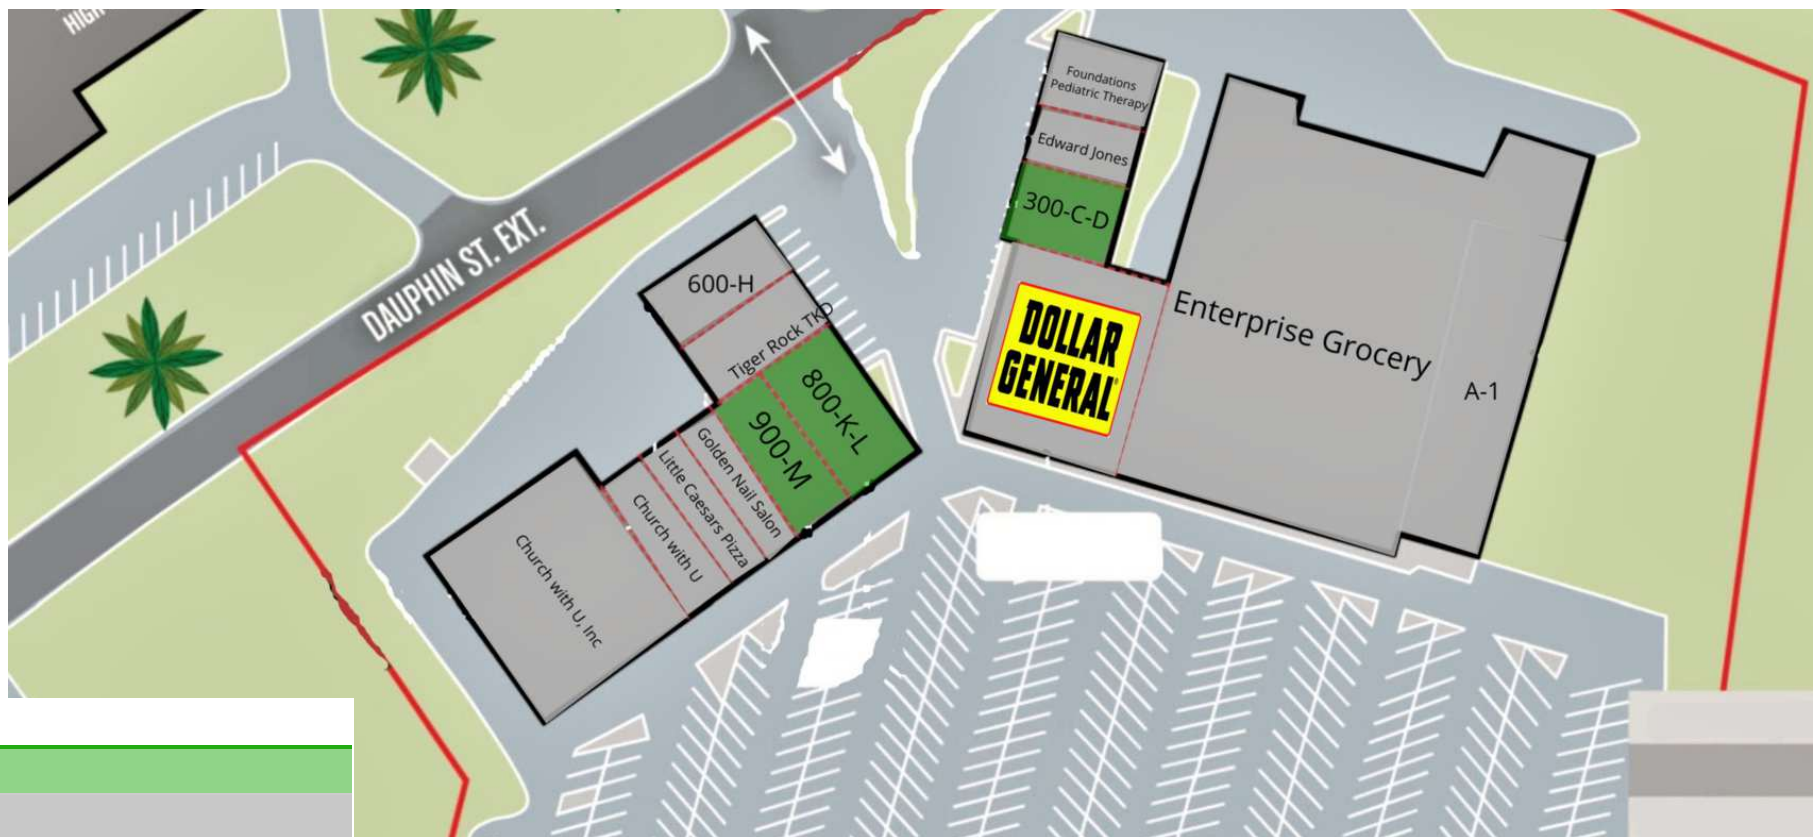 HIGH
Foundations
Pediatric Therapy
Edward Jones
300-C-D
DAUPHIN ST. EXT.
600-H
Tiger Rock TKD
800-K-L
900-M
Golden Nail Salon
Little Caesars Pizza
Church with U
Church with U, Inc
DOLLAR
GENERAL
Enterprise Grocery
A-1